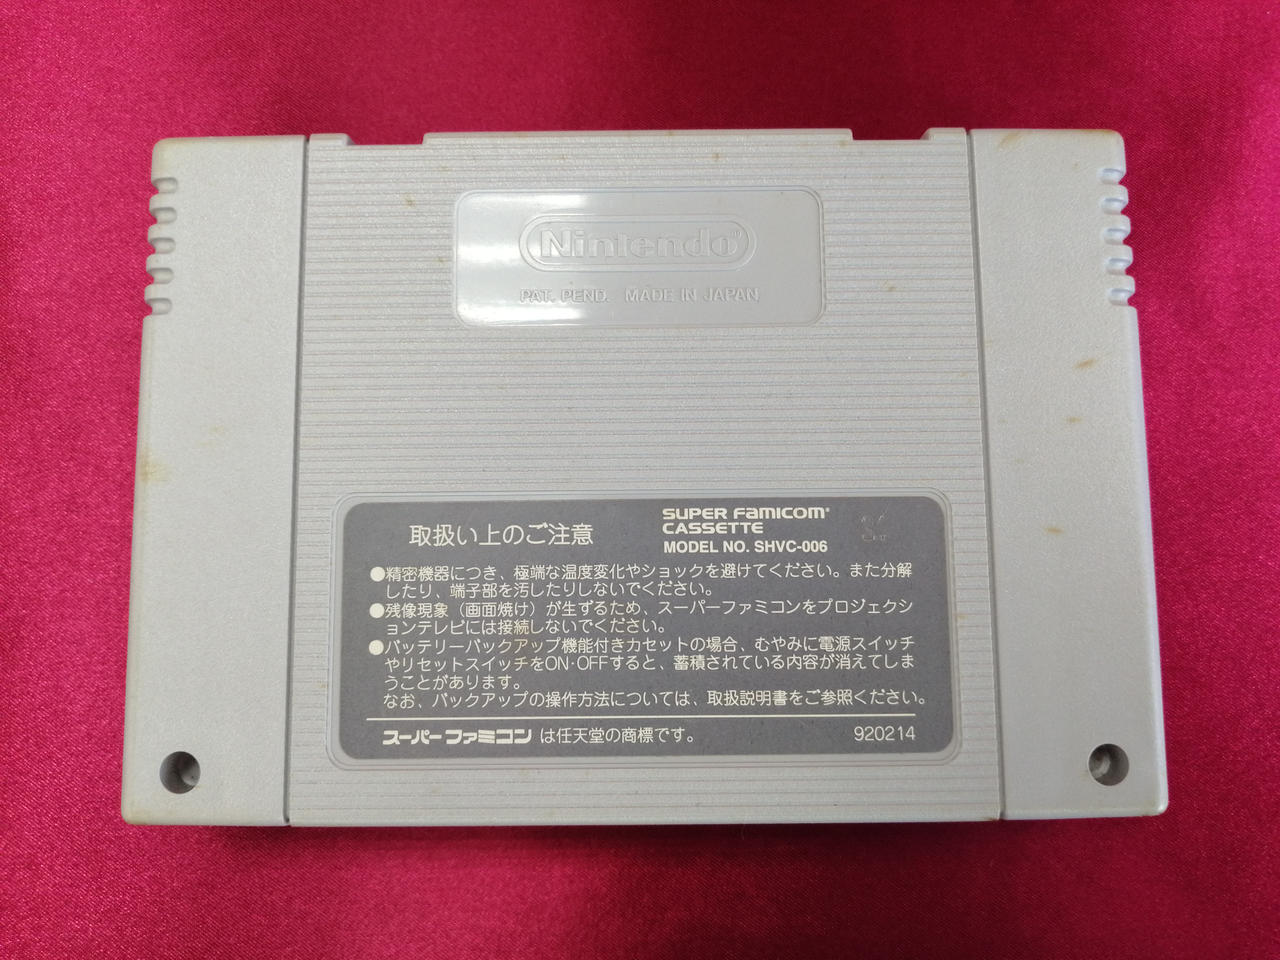 Nintendo®
PAT. PEND. MADE IN JAPAN
取扱い上のご注意
SUPER FAMICOM®
CASSETTE
MODEL NO. SHVC-006
●精密機器につき、極端な温度変化やショックを避けてください。また分解
したり、端子部を汚したりしないでください。
●残像現象（画面焼け）が生ずるため、スーパーファミコンをプロジェクシ
ョンテレビには接続しないでください。
●バッテリーバックアップ機能付きカセットの場合、むやみに電源スイッチ
やリセットスイッチをON·OFFすると、蓄積されている内容が消えてしま
うことがあります。
なお、バックアップの操作方法については、取扱説明書をご参照ください。
スーパーファミコン は任天堂の商標です。
920214